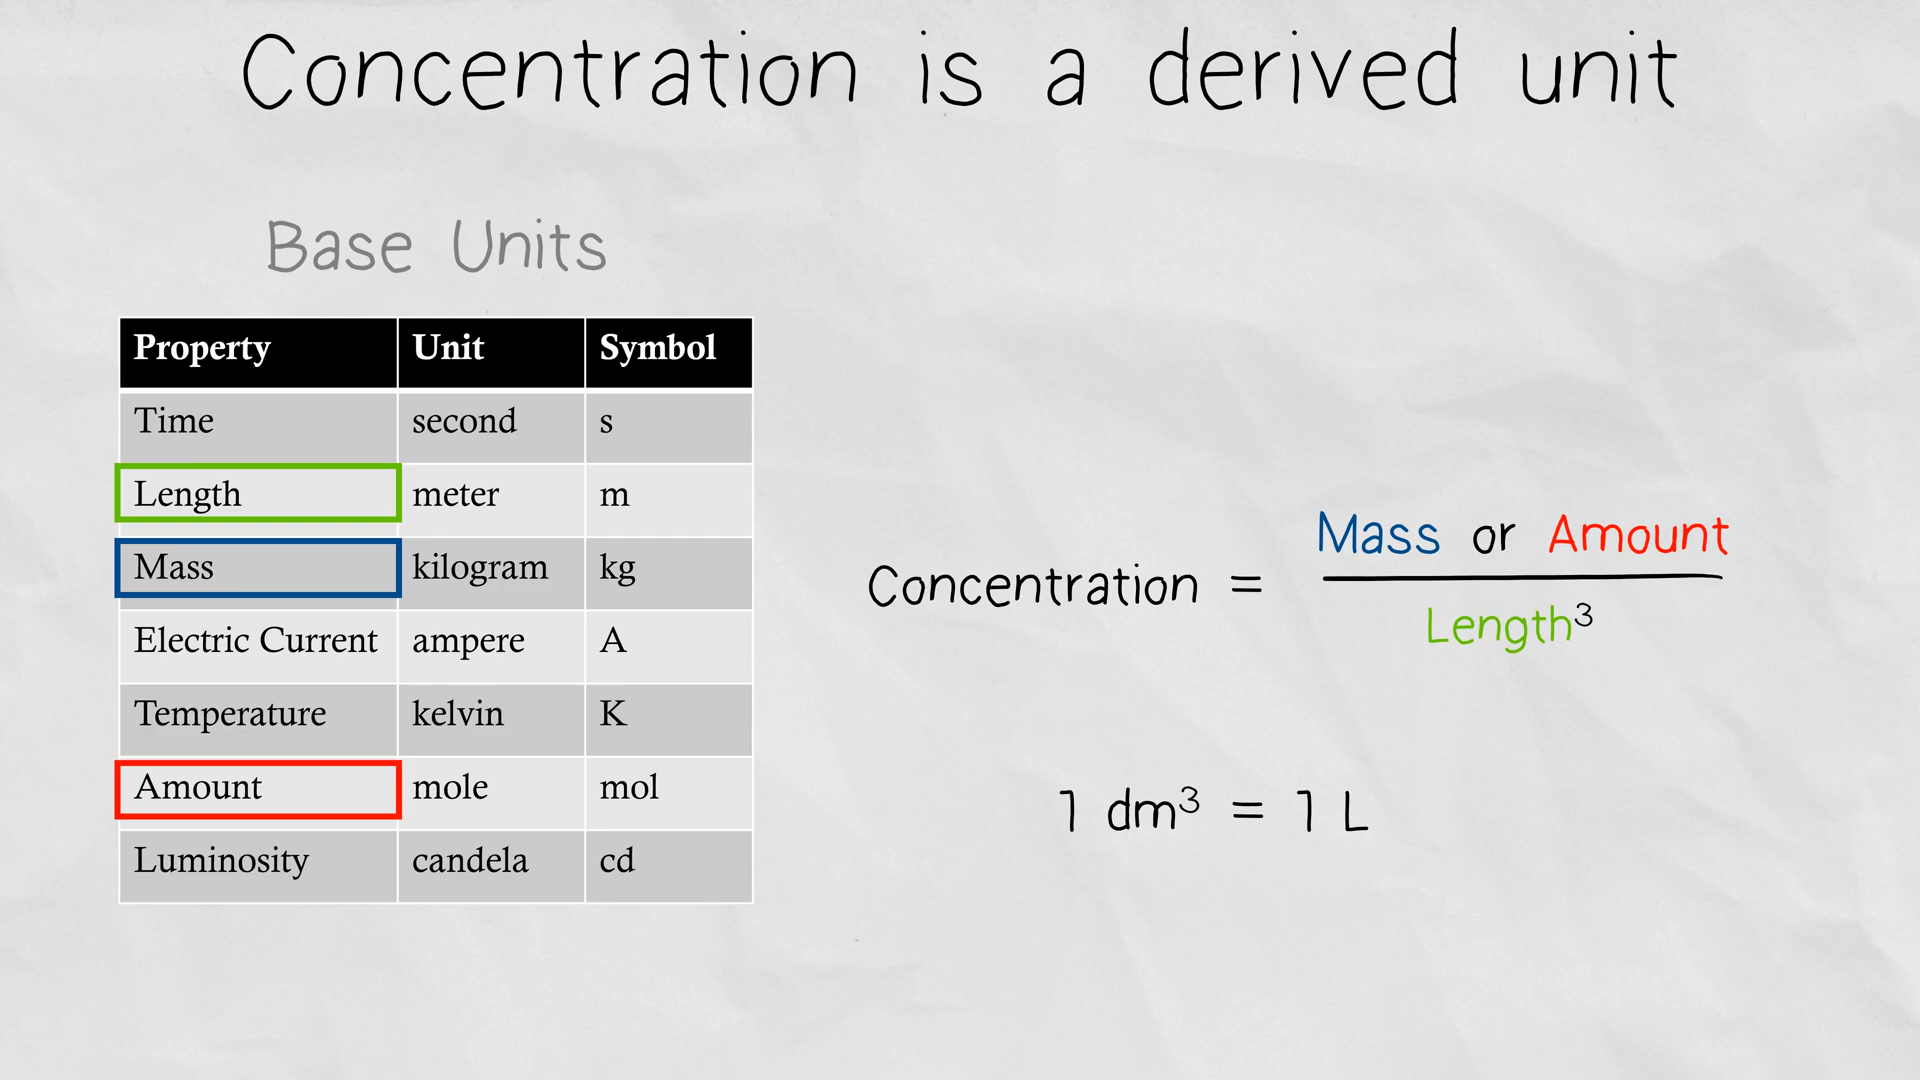 Concentration is a derived unit
Base Units
Property Unit Symbol
Time second s
Length meter m
Mass kilogram kg
Electric Current ampere A
Temperature kelvin K
Amount mole mol
Luminosity candela cd
Mass or Amount
Concentration =
Length³
1 dm³ = 1 L